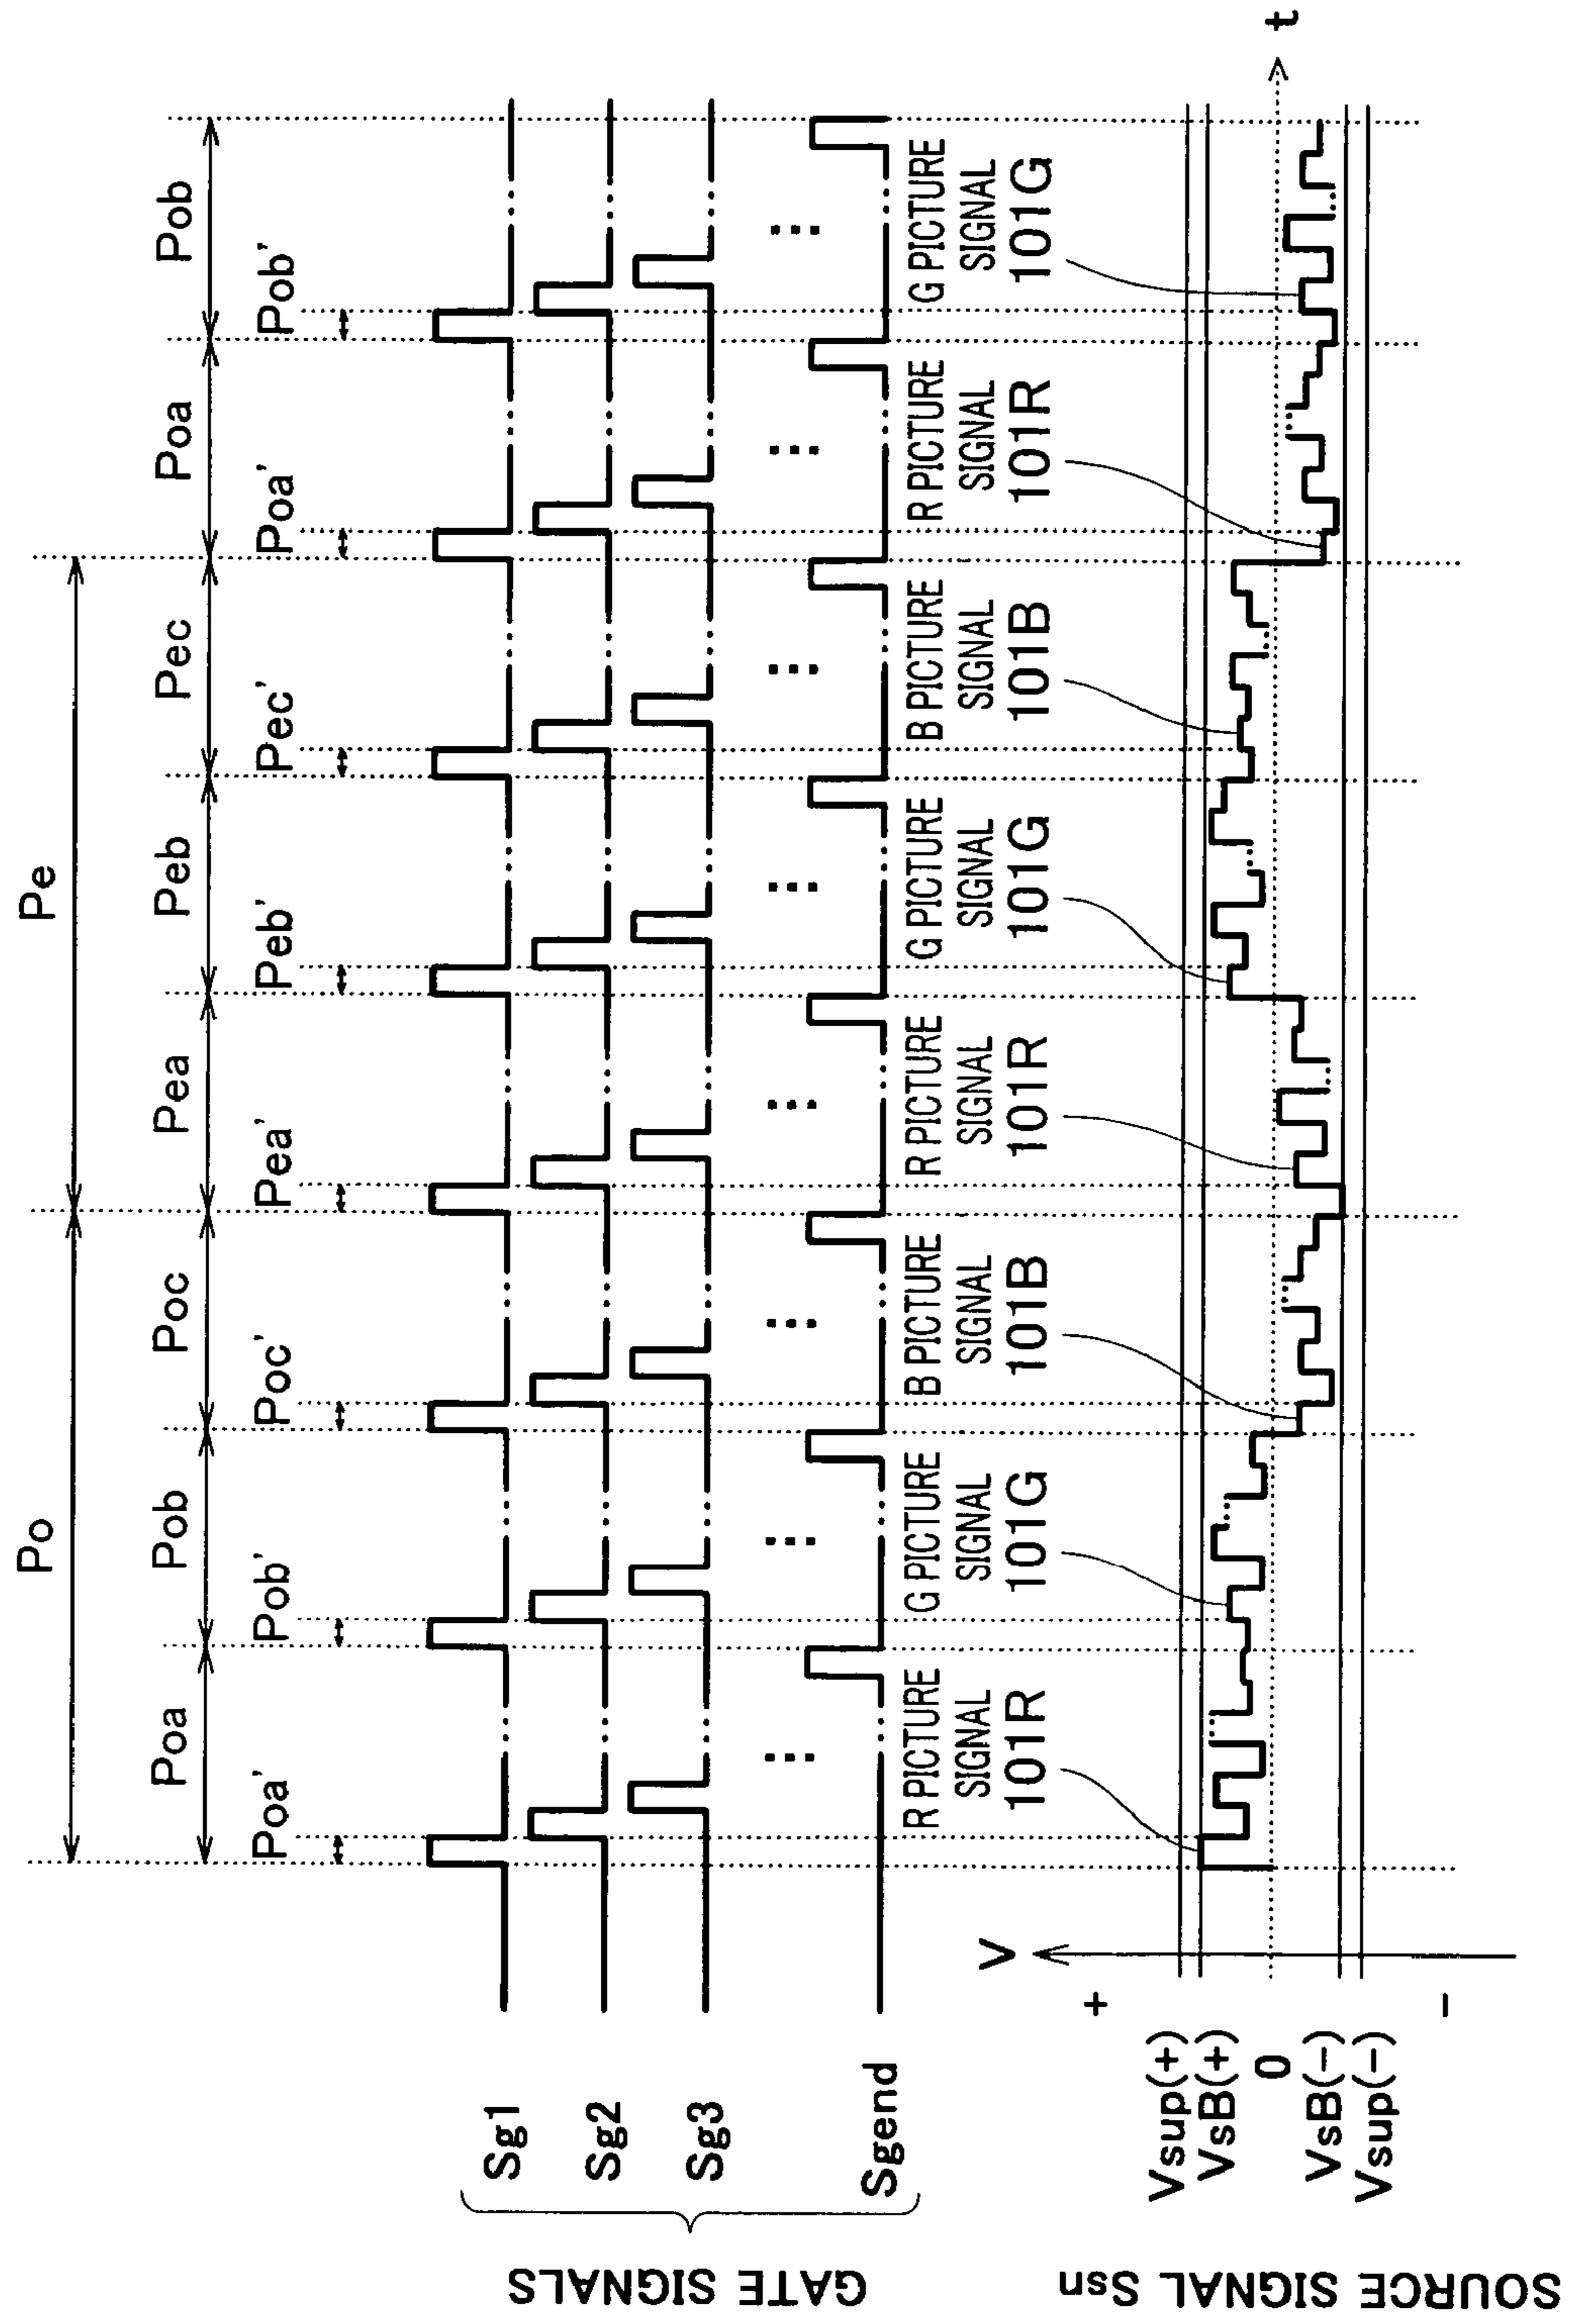 Po
Pe
Poa
Pob
Poc
Pea
Peb
Pec
Poa
Pob
Poa'
Pob'
Poc'
Pea'
Peb'
Pec'
Poa'
Pob'
GATE SIGNALS
Sg1
Sg2
Sg3
Sgend
R PICTURE
SIGNAL
101R
G PICTURE
SIGNAL
101G
B PICTURE
SIGNAL
101B
R PICTURE
SIGNAL
101R
G PICTURE
SIGNAL
101G
B PICTURE
SIGNAL
101B
R PICTURE
SIGNAL
101R
G PICTURE
SIGNAL
101G
SOURCE SIGNAL Ssn
V
+
Vsup(+)
VsB(+)
0
VsB(-)
Vsup(-)
-
t